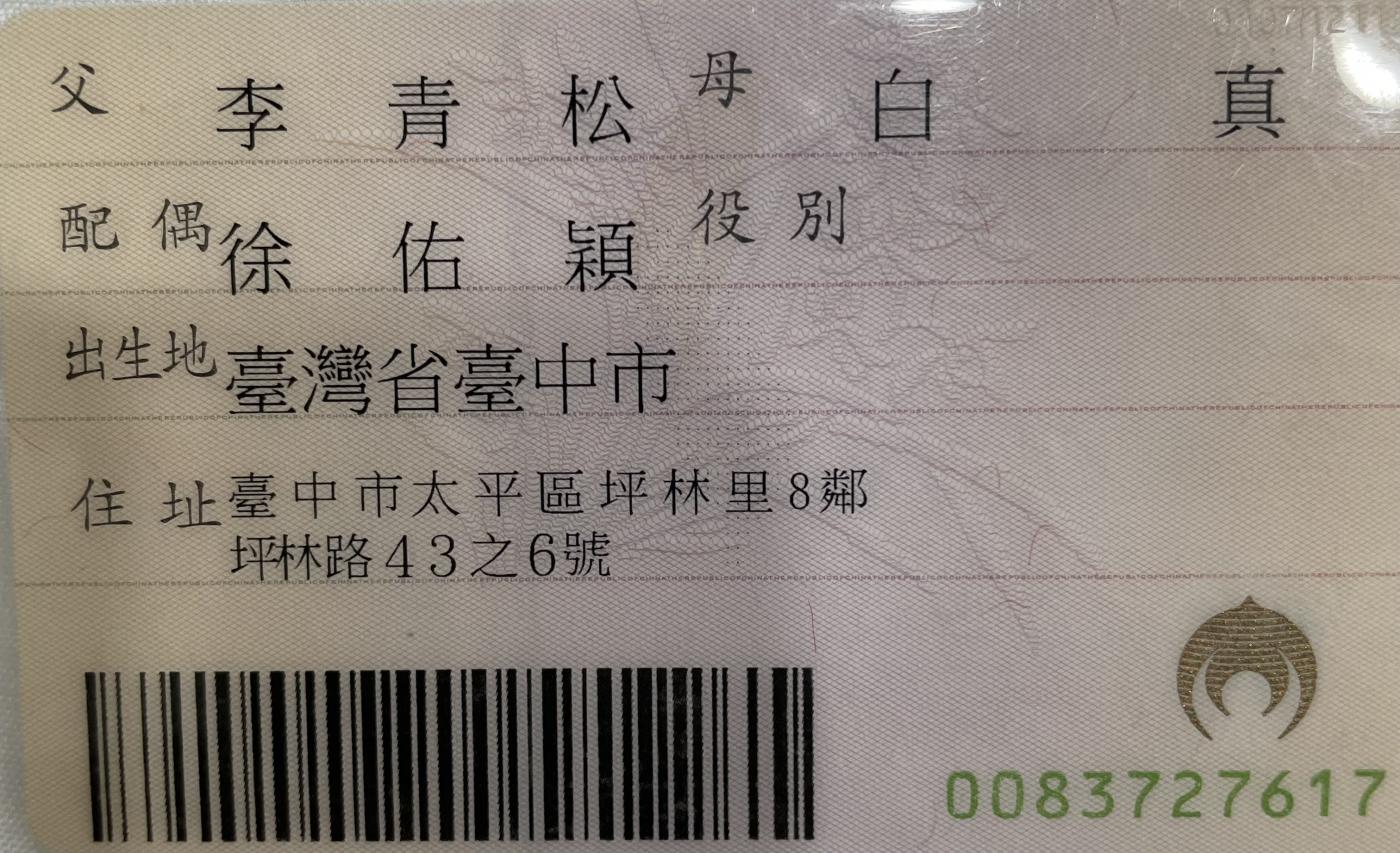 父 李青松 母 白真
配偶 徐佑穎 役別
出生地 臺灣省臺中市
住址 臺中市太平區坪林里8鄰
坪林路43之6號
0083727617